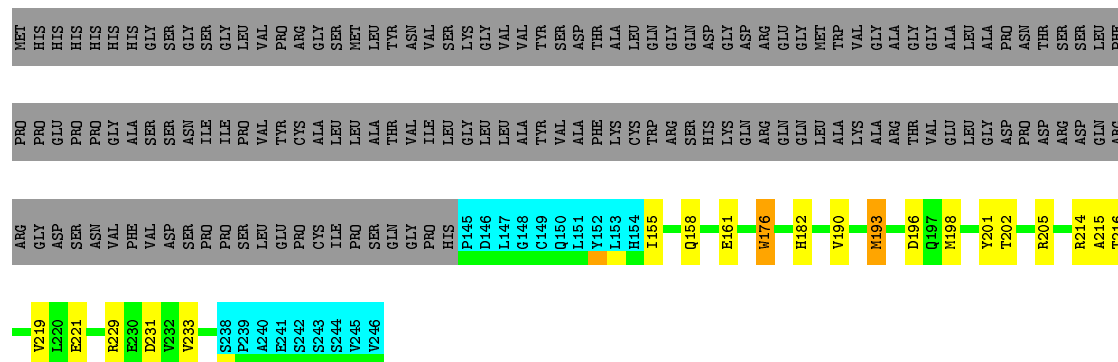 MET HIS HIS HIS HIS HIS HIS GLY SER GLY SER GLY LEU VAL PRO ARG GLY SER MET LEU TYR ASN VAL SER LYS GLY VAL VAL TYR SER ASP THR ALA LEU GLN GLY GLN ASP GLY ASP ARG GLU GLY MET TRP VAL GLY ALA GLY GLY ALA LEU ALA PRO ASN THR SER SER LEU PHE
PRO PRO GLU PRO PRO GLY ALA SER SER ASN ILE ILE PRO VAL TYR CYS ALA LEU LEU ALA THR VAL ILE LEU GLY LEU LEU ALA TYR VAL ALA PHE LYS CYS TRP ARG SER HIS LYS GLN ARG GLN GLN LEU ALA LYS ALA ARG THR VAL GLU LEU GLY ASP PRO ASP ARG ASP GLN ARG
ARG GLY ASP SER ASN VAL PHE VAL ASP SER PRO PRO SER LEU GLU PRO CYS ILE PRO SER GLN GLY PRO HIS P145 D146 L147 G148 C149 Q150 L151 Y152 L153 H154 I155 Q158 E161 W176 H182 V190 M193 D196 Q197 M198 Y201 T202 R205 R214 A215 T216
V219 L220 E221 R229 E230 D231 V232 V233 S238 P239 A240 E241 S242 S243 S244 V245 V246